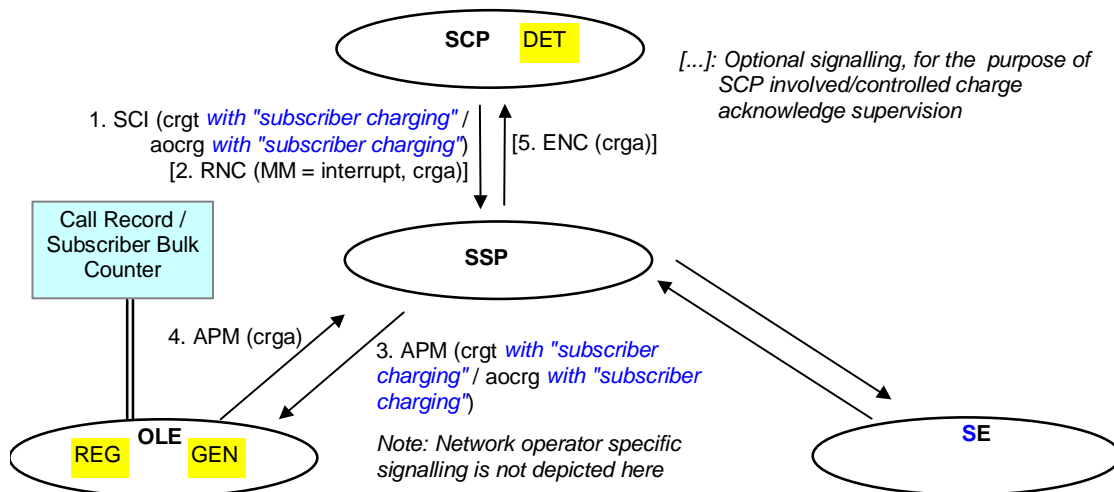 SCP DET
[...]: Optional signalling, for the purpose of
SCP involved/controlled charge
acknowledge supervision
1. SCI (crgt with "subscriber charging" /
aocrg with "subscriber charging")
[2. RNC (MM = interrupt, crga)]
[5. ENC (crga)]
Call Record /
Subscriber Bulk
Counter
SSP
4. APM (crga)
3. APM (crgt with "subscriber
charging" / aocrg with "subscriber
charging")
OLE
REG GEN
Note: Network operator specific
signalling is not depicted here
SE